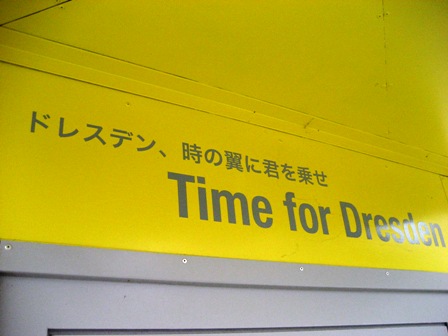 ドレスデン、時の翼に君を乗せ
Time for Dresden